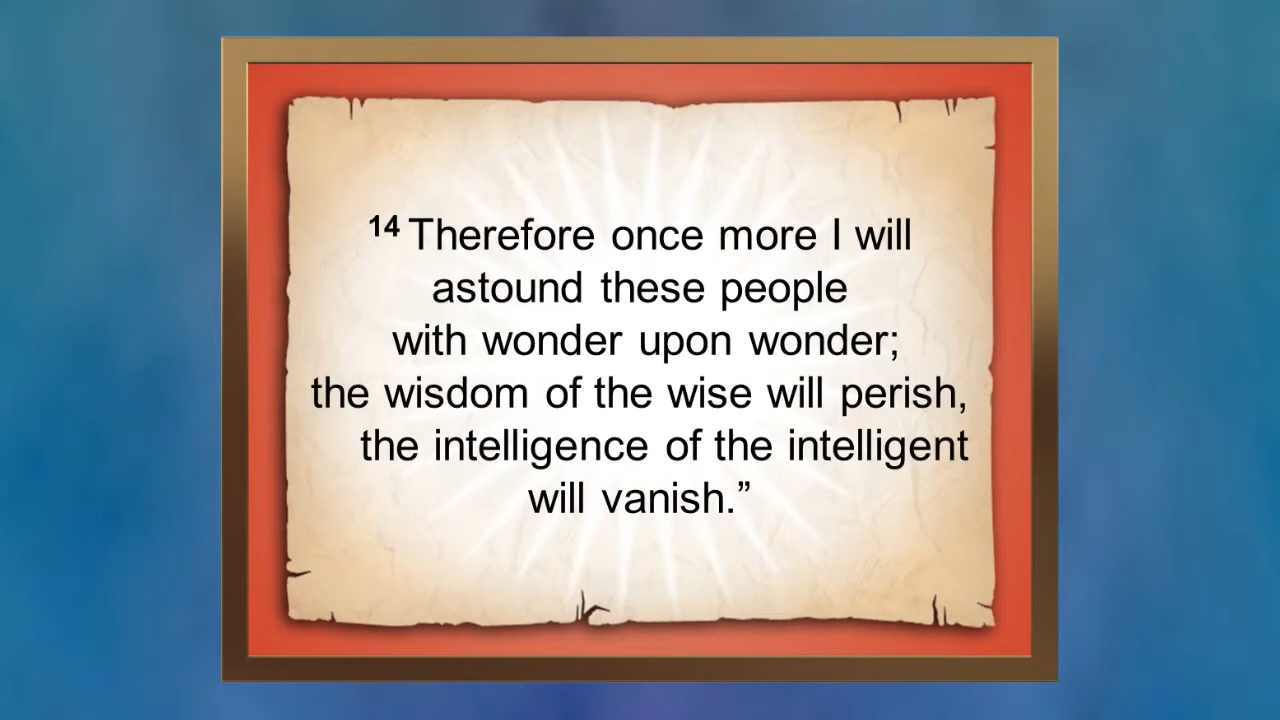 14 Therefore once more I will
astound these people
with wonder upon wonder;
the wisdom of the wise will perish,
the intelligence of the intelligent
will vanish.”